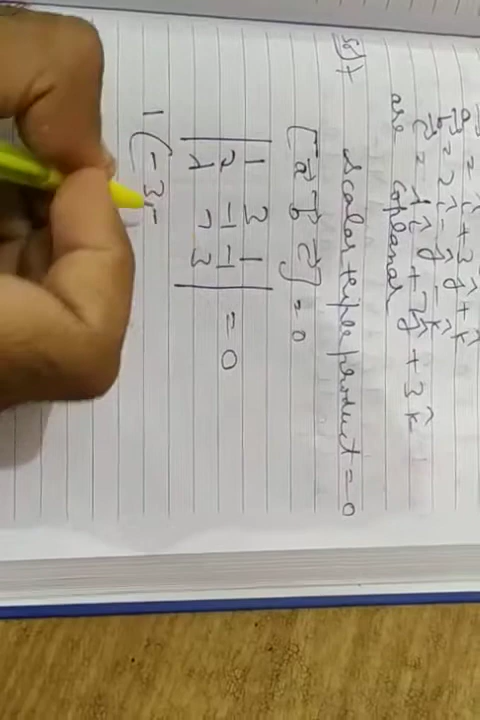 a⃗ = î + 3ĵ + k̂
b⃗ = 2î - ĵ - k̂
c⃗ = λî + 7ĵ + 3k̂
are coplanar
Scalar triple product = 0
[a⃗ b⃗ c⃗] = 0
| 1 3 1 |
| 2 -1 -1 | = 0
| λ 7 3 |
1(-3-